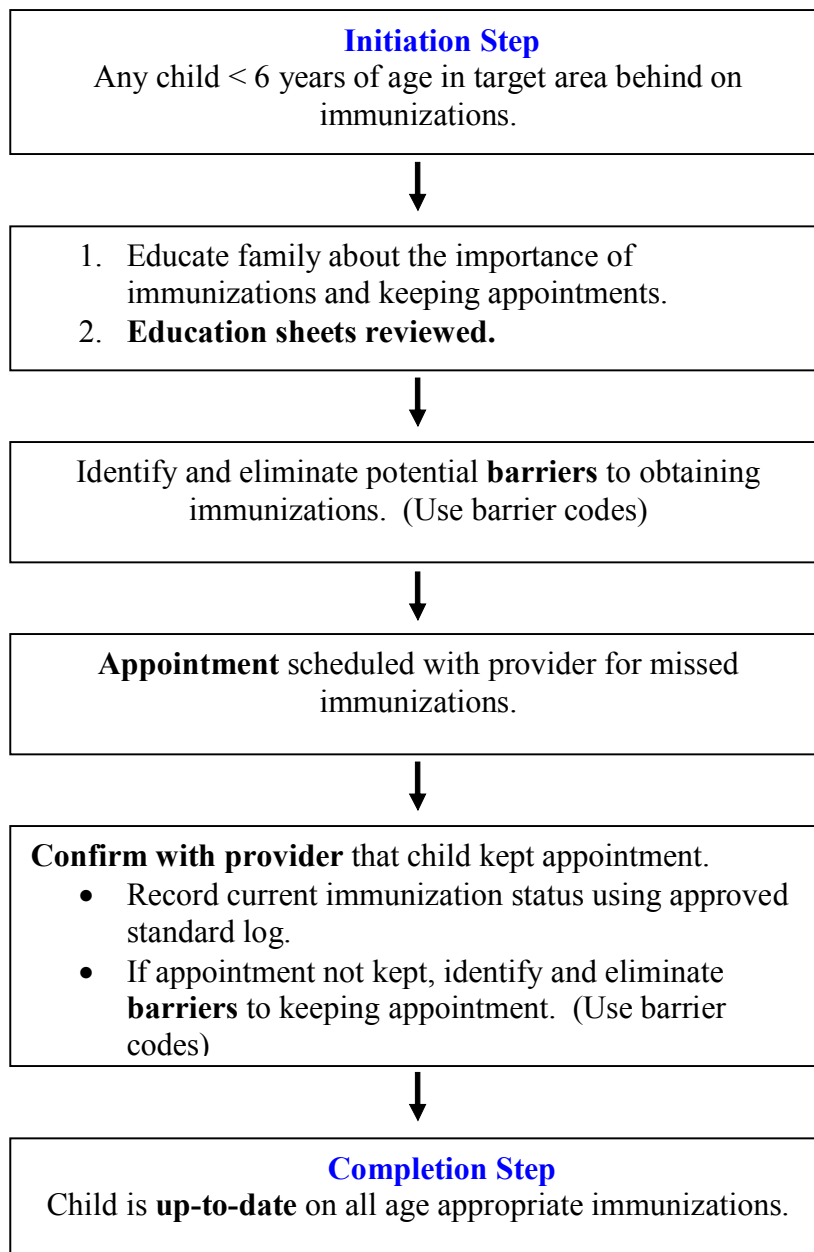 Initiation Step
Any child < 6 years of age in target area behind on
immunizations.
1. Educate family about the importance of
immunizations and keeping appointments.
2. Education sheets reviewed.
Identify and eliminate potential barriers to obtaining
immunizations.  (Use barrier codes)
Appointment scheduled with provider for missed
immunizations.
Confirm with provider that child kept appointment.
• Record current immunization status using approved
standard log.
• If appointment not kept, identify and eliminate
barriers to keeping appointment.  (Use barrier
codes)
Completion Step
Child is up-to-date on all age appropriate immunizations.